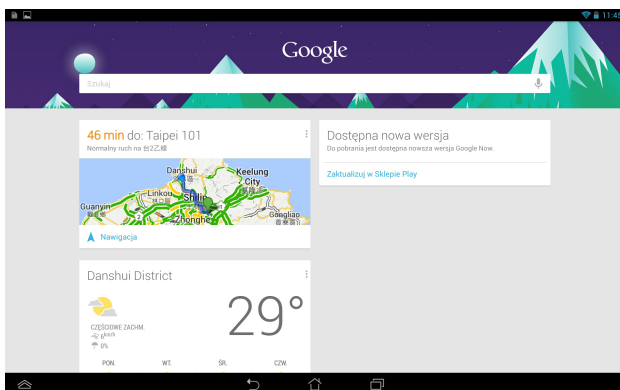 11:45
Google
Szukaj
46 min do: Taipei 101
Normalny ruch na 台2乙線
Danshui
Keelung
City
Linkou
Shilin
Guanyin
Gongliao
Zhonghe
Nawigacja
Dostępna nowa wersja
Do pobrania jest dostępna nowsza wersja Google Now.
Zaktualizuj w Sklepie Play
Danshui District
29°
CZĘŚCIOWE ZACHM.
6km/h
0%
PON. WT. ŚR. CZW.